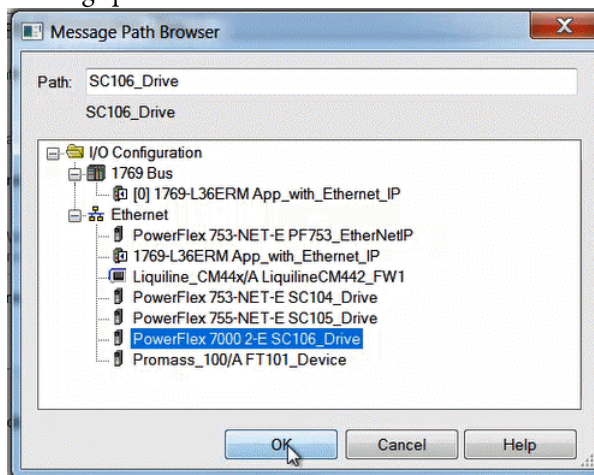 Message Path Browser
Path: SC106_Drive
SC106_Drive
I/O Configuration
1769 Bus
[0] 1769-L36ERM App_with_Ethernet_IP
Ethernet
PowerFlex 753-NET-E PF753_EtherNetIP
1769-L36ERM App_with_Ethernet_IP
Liquiline_CM44x/A LiquilineCM442_FW1
PowerFlex 753-NET-E SC104_Drive
PowerFlex 755-NET-E SC105_Drive
PowerFlex 7000 2-E SC106_Drive
Promass_100/A FT101_Device
OK Cancel Help